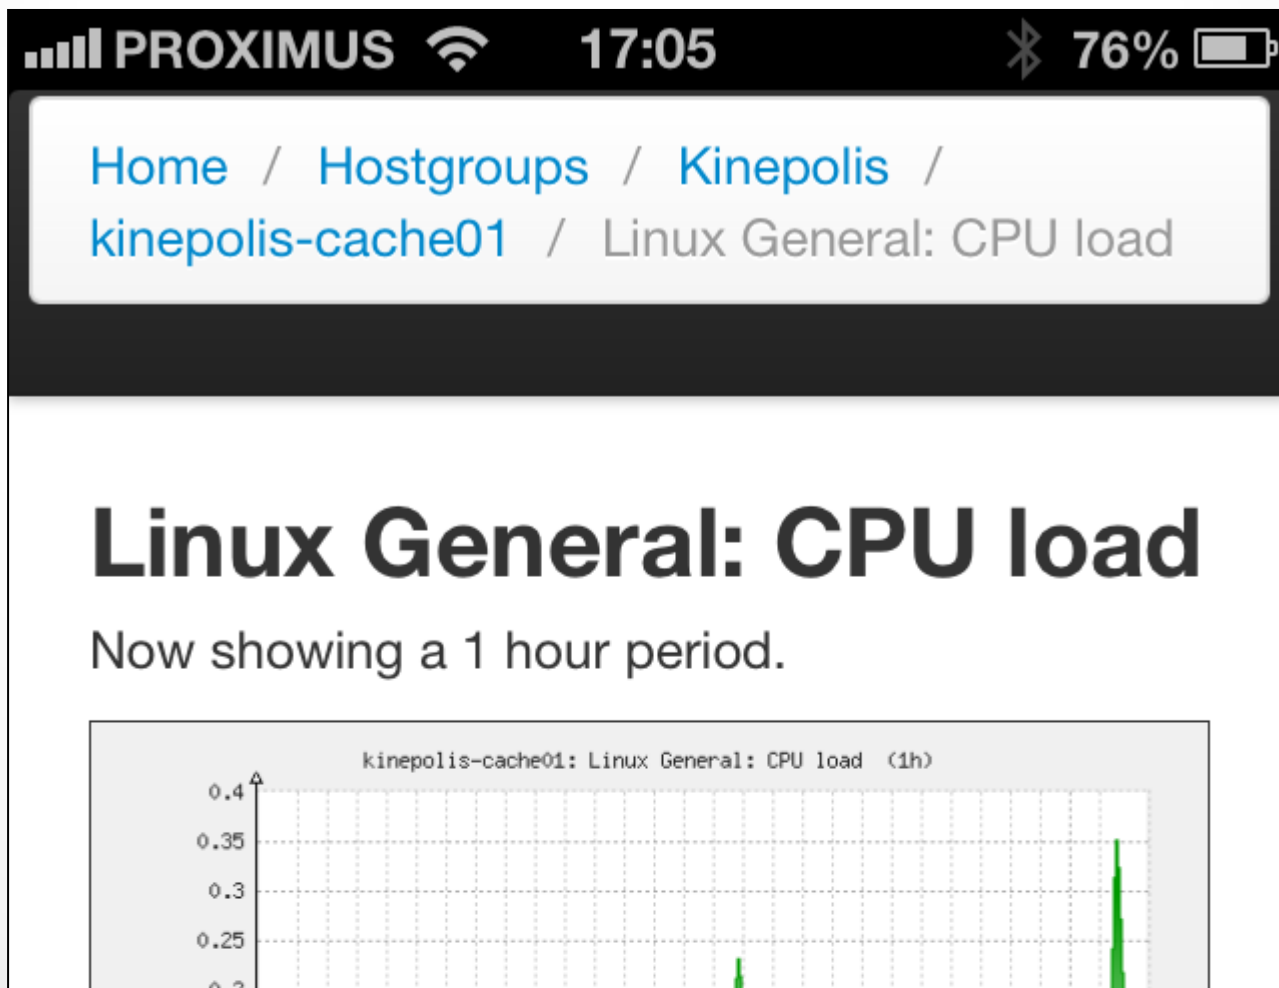 PROXIMUS 17:05 76%
Home / Hostgroups / Kinepolis /
kinepolis-cache01 / Linux General: CPU load
Linux General: CPU load
Now showing a 1 hour period.
kinepolis-cache01: Linux General: CPU load (1h)
0.4
0.35
0.3
0.25